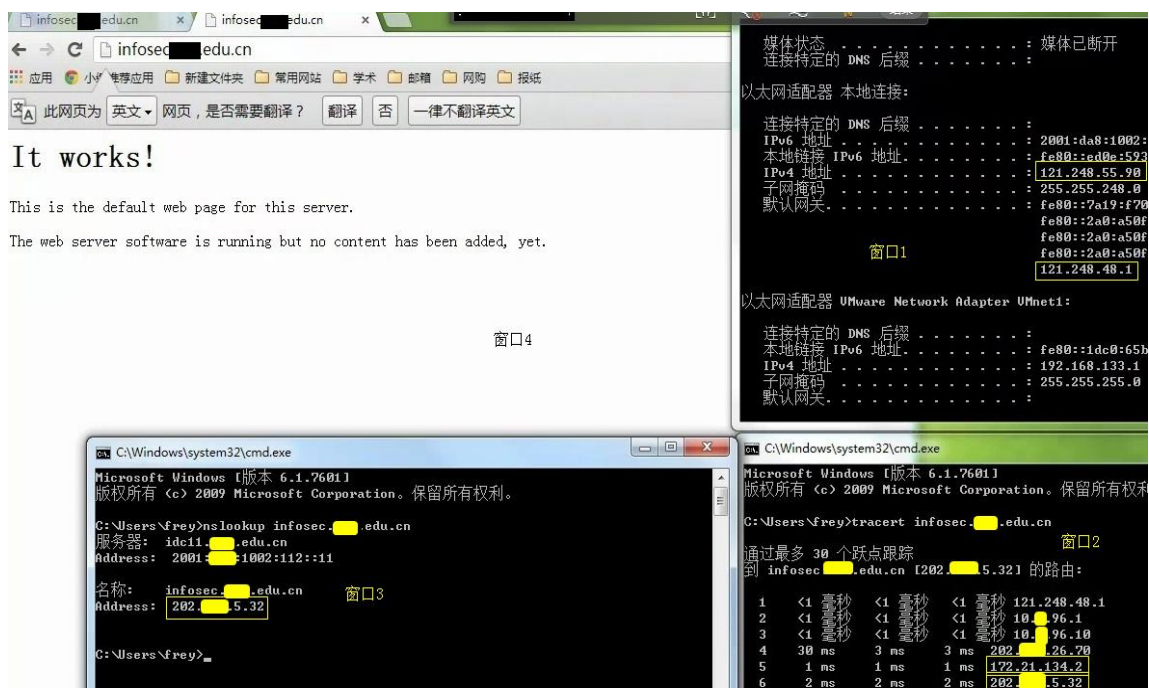 infosec edu.cn × infosec edu.cn ×
infosec .edu.cn
应用 推荐应用 新建文件夹 常用网站 学术 邮箱 网购 报纸
此网页为 英文 网页，是否需要翻译？ 翻译 否 一律不翻译英文
It works!
This is the default web page for this server.
The web server software is running but no content has been added, yet.
窗口4
媒体状态 . . . . . . . . . . . . : 媒体已断开
连接特定的 DNS 后缀 . . . . . . . :
以太网适配器 本地连接:
连接特定的 DNS 后缀 . . . . . . . :
IPv6 地址 . . . . . . . . . . . . : 2001:da8:1002:
本地链接 IPv6 地址. . . . . . . . : fe80::ed0e:593
IPv4 地址 . . . . . . . . . . . . : 121.248.55.90
子网掩码 . . . . . . . . . . . . : 255.255.248.0
默认网关. . . . . . . . . . . . . : fe80::7a19:f70
fe80::2a0:a50f
fe80::2a0:a50f
窗口1 fe80::2a0:a50f
121.248.48.1
以太网适配器 VMware Network Adapter VMnet1:
连接特定的 DNS 后缀 . . . . . . . :
本地链接 IPv6 地址. . . . . . . . : fe80::1dc0:65b
IPv4 地址 . . . . . . . . . . . . : 192.168.133.1
子网掩码 . . . . . . . . . . . . : 255.255.255.0
默认网关. . . . . . . . . . . . . :
C:\Windows\system32\cmd.exe
Microsoft Windows [版本 6.1.7601]
版权所有 (c) 2009 Microsoft Corporation。保留所有权利。
C:\Users\frey>nslookup infosec. .edu.cn
服务器: idc11. .edu.cn
Address: 2001: :1002:112::11
名称: infosec. .edu.cn 窗口3
Address: 202. .5.32
C:\Users\frey>_
C:\Windows\system32\cmd.exe
Microsoft Windows [版本 6.1.7601]
版权所有 (c) 2009 Microsoft Corporation。保留所有权
C:\Users\frey>tracert infosec. .edu.cn
窗口2
通过最多 30 个跃点跟踪
到 infosec .edu.cn [202. .5.32] 的路由:
1 <1 毫秒 <1 毫秒 <1 毫秒 121.248.48.1
2 <1 毫秒 <1 毫秒 <1 毫秒 10. .96.1
3 <1 毫秒 <1 毫秒 <1 毫秒 10. .96.10
4 30 ms 3 ms 3 ms 202. .26.70
5 1 ms 1 ms 1 ms 172.21.134.2
6 2 ms 2 ms 2 ms 202. .5.32